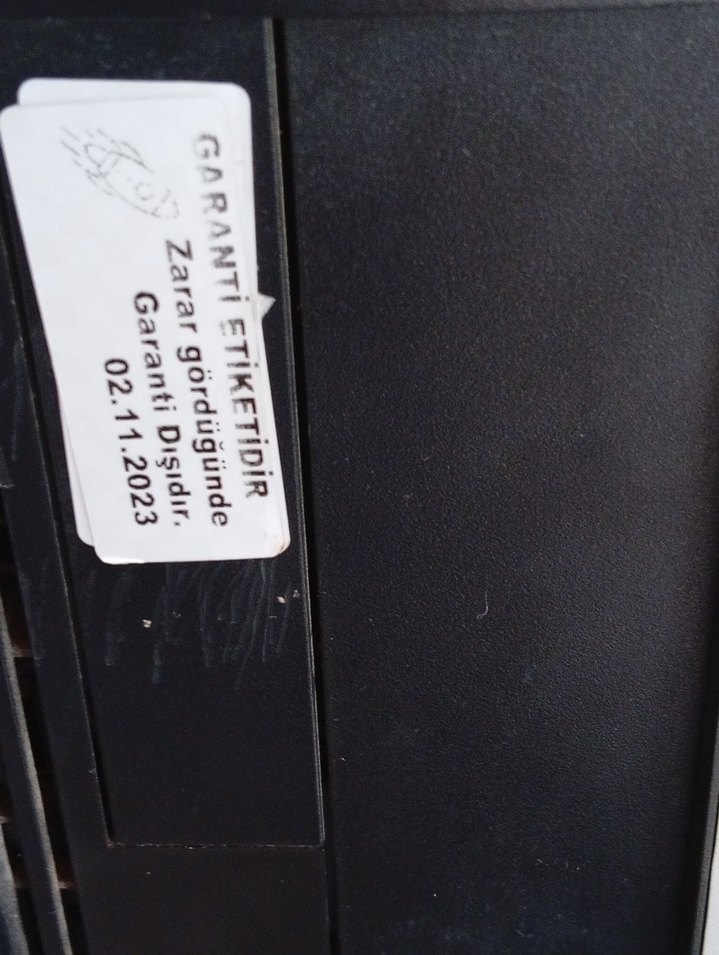 GARANTİ ETİKETİDİR
Zarar gördüğünde
Garanti Dışıdır.
02.11.2023